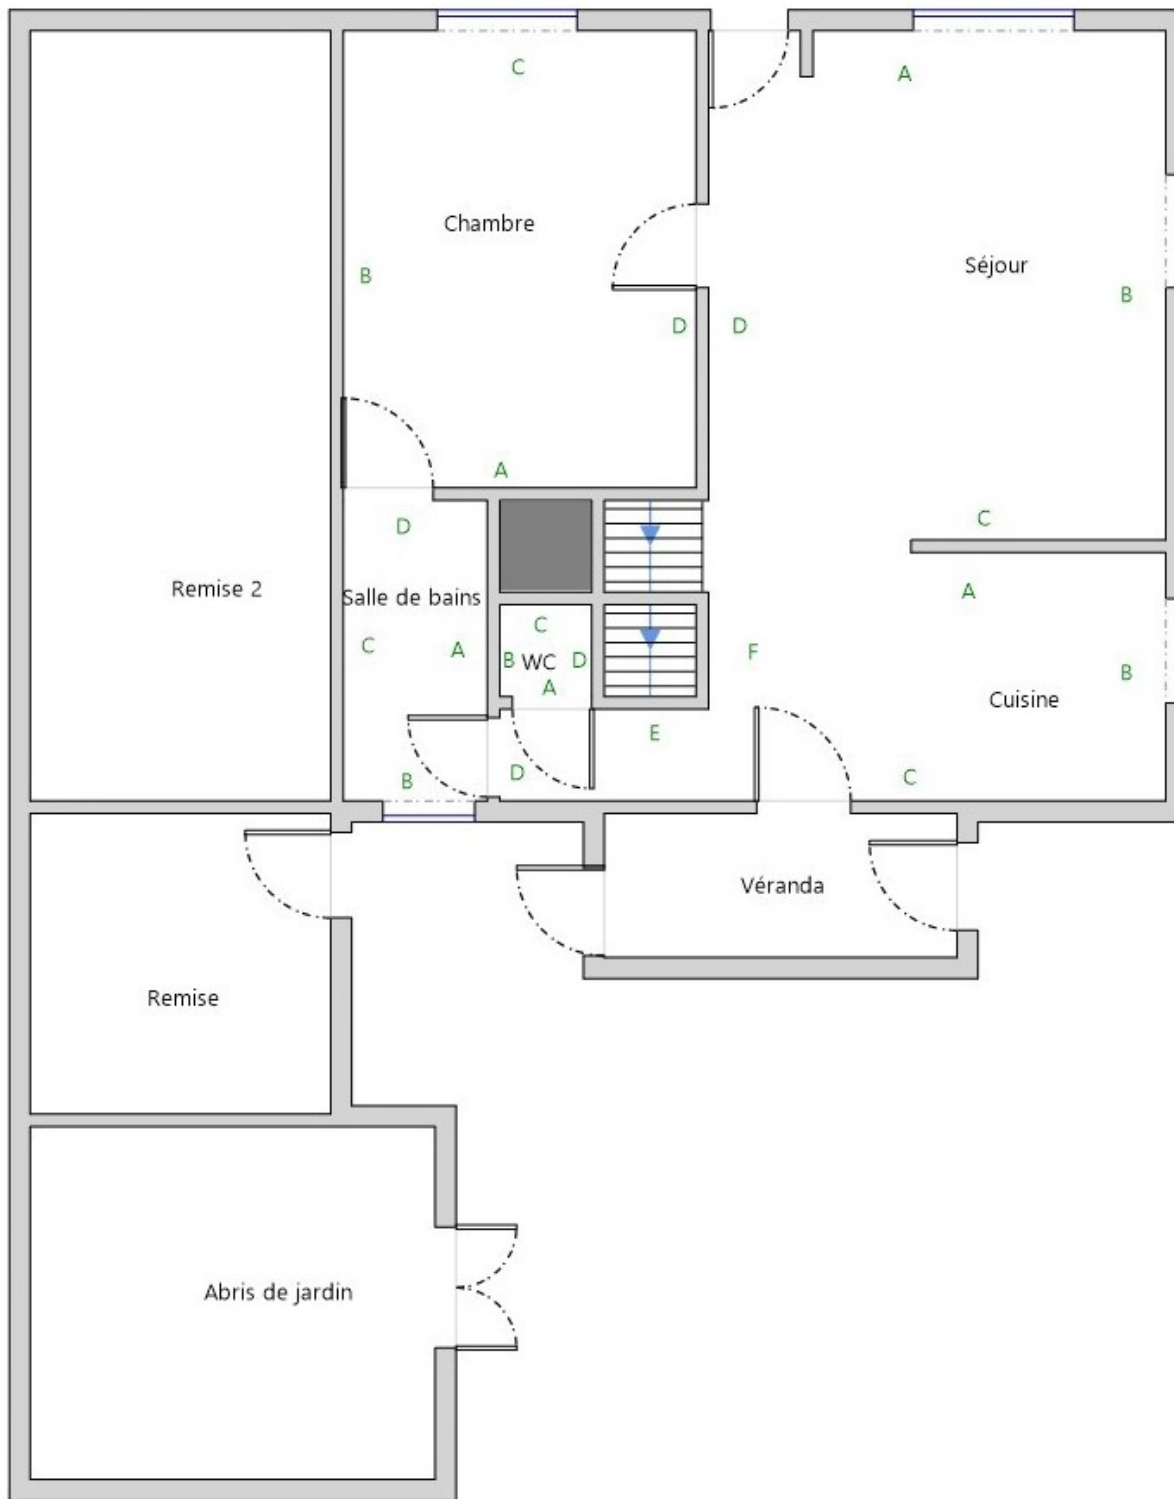 C
A
Chambre
Séjour
B
B
D
D
A
C
D
Remise 2
Salle de bains
A
C
C
A
B
WC
D
F
B
A
Cuisine
E
B
D
C
Véranda
Remise
Abris de jardin